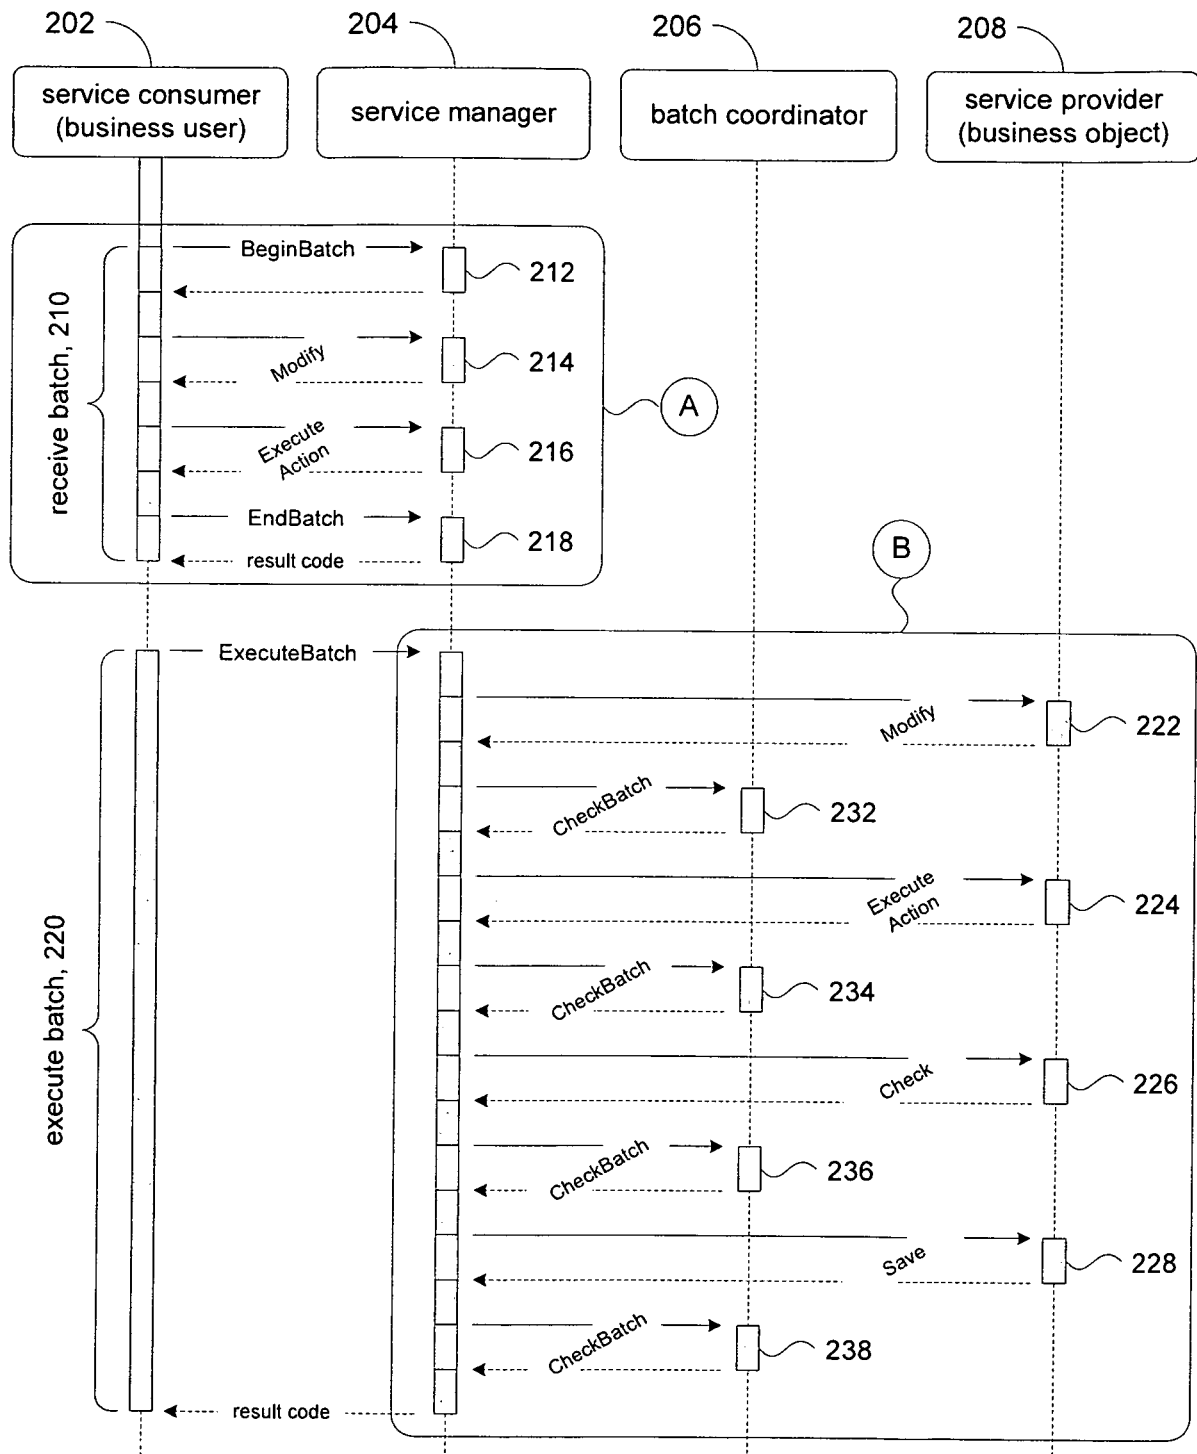 202
204
206
208
service consumer
(business user)
service manager
batch coordinator
service provider
(business object)
BeginBatch
212
Modify
214
receive batch, 210
A
Execute
Action
216
EndBatch
218
result code
B
ExecuteBatch
Modify
222
CheckBatch
232
Execute
Action
224
CheckBatch
234
execute batch, 220
Check
226
CheckBatch
236
Save
228
CheckBatch
238
result code